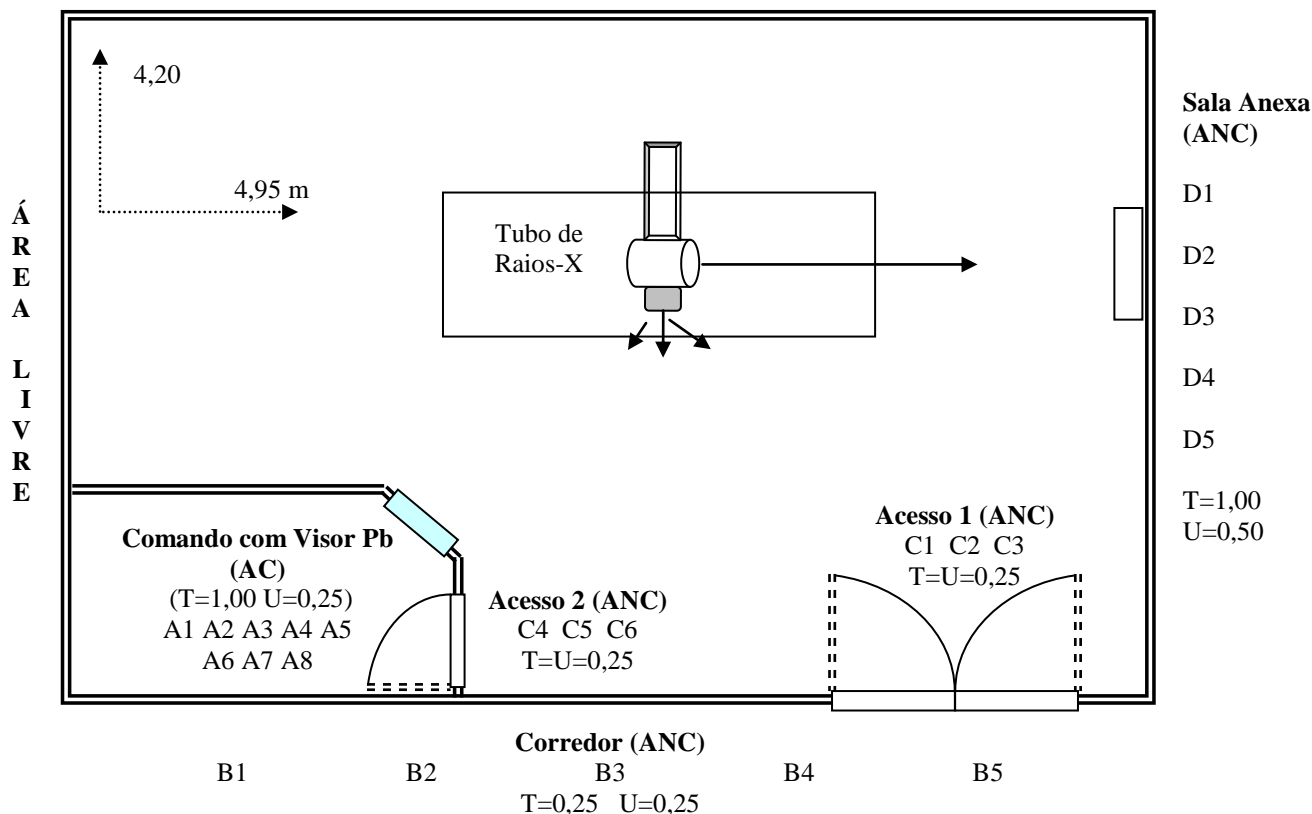 4,20
4,95 m
ÁREA LIVRE
Tubo de
Raios-X
Sala Anexa
(ANC)
D1
D2
D3
D4
D5
T=1,00
U=0,50
Comando com Visor Pb
(AC)
(T=1,00 U=0,25)
A1 A2 A3 A4 A5
A6 A7 A8
Acesso 2 (ANC)
C4 C5 C6
T=U=0,25
Acesso 1 (ANC)
C1 C2 C3
T=U=0,25
Corredor (ANC)
B1 B2 B3 B4 B5
T=0,25 U=0,25